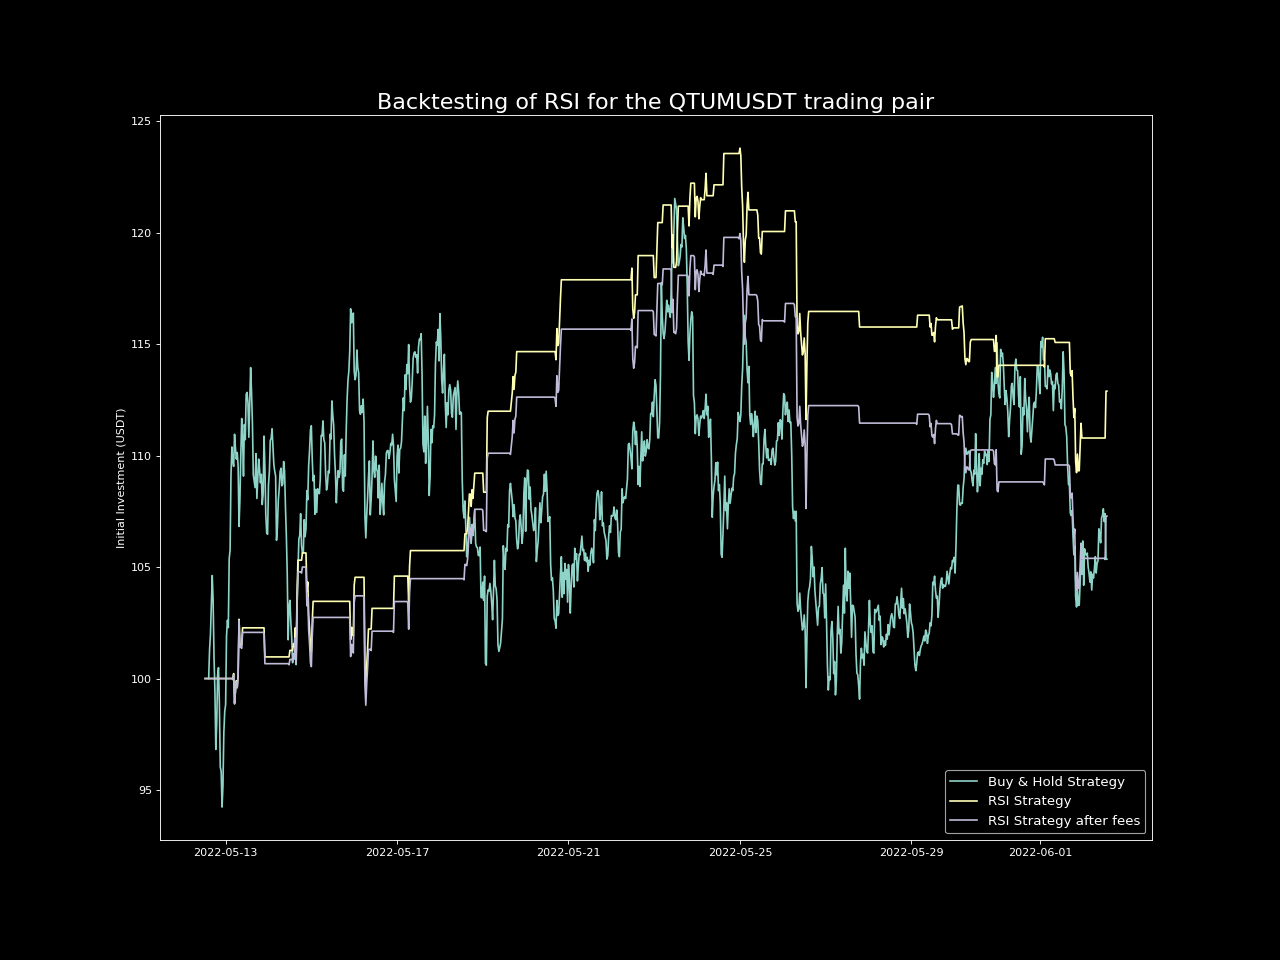 Backtesting of RSI for the QTUMUSDT trading pair
Initial Investment (USDT)
125
120
115
110
105
100
95
2022-05-13 2022-05-17 2022-05-21 2022-05-25 2022-05-29 2022-06-01
Buy & Hold Strategy
RSI Strategy
RSI Strategy after fees